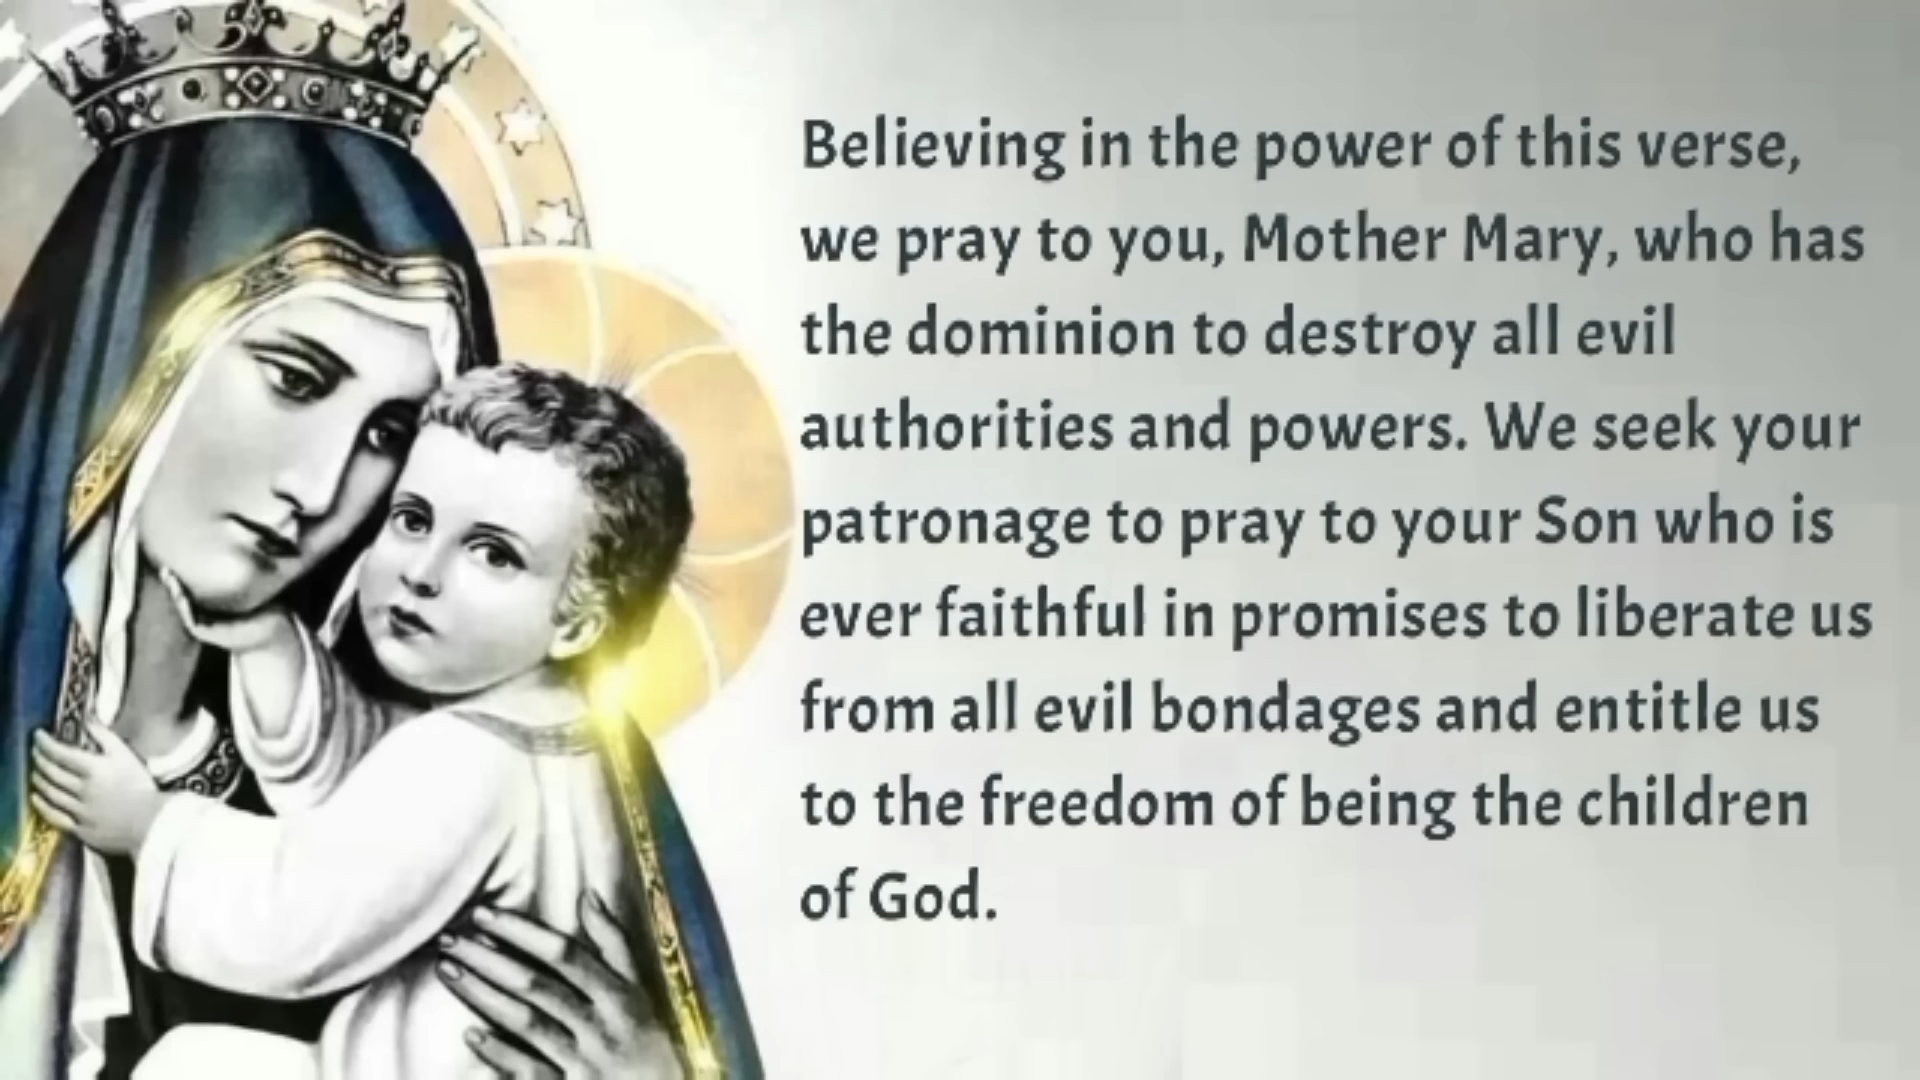 Believing in the power of this verse,
we pray to you, Mother Mary, who has
the dominion to destroy all evil
authorities and powers. We seek your
patronage to pray to your Son who is
ever faithful in promises to liberate us
from all evil bondages and entitle us
to the freedom of being the children
of God.